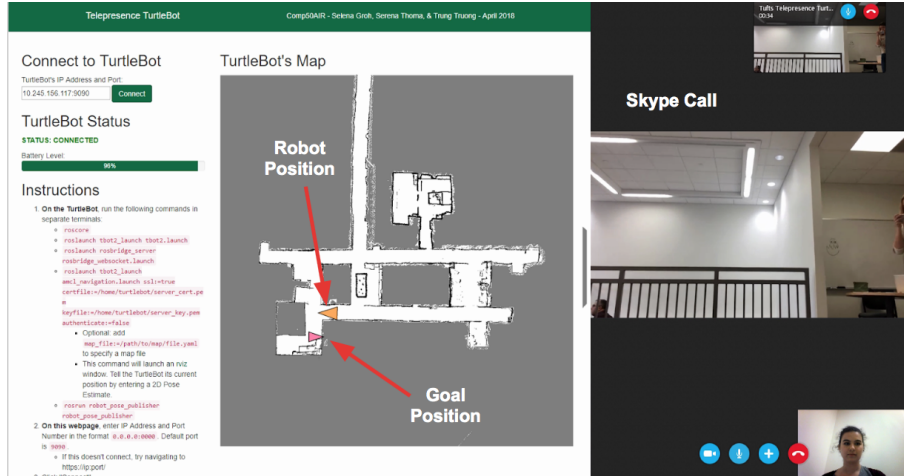 Telepresence TurtleBot
Comp50AIR - Selena Groh, Serena Thoma, & Trung Truong - April 2018
Connect to TurtleBot
TurtleBot's IP Address and Port:
10.245.156.117:9090
Connect
TurtleBot Status
STATUS: CONNECTED
Battery Level:
96%
Instructions
1. On the TurtleBot, run the following commands in
separate terminals:
roscore
roslaunch tbot2_launch tbot2.launch
roslaunch rosbridge_server
rosbridge_websocket.launch
roslaunch tbot2_launch
amcl_navigation.launch ssl:=true
certfile:=/home/turtlebot/server_cert.pe
m
keyfile:=/home/turtlebot/server_key.pem
authenticate:=false
Optional: add
map_file:=/path/to/map/file.yaml
to specify a map file
This command will launch an rviz
window. Tell the TurtleBot its current
position by entering a 2D Pose
Estimate.
rosrun robot_pose_publisher
robot_pose_publisher
2. On this webpage, enter IP Address and Port
Number in the format 0.0.0.0:0000. Default port
is 9090.
If this doesn't connect, try navigating to
https://ip:port/
TurtleBot's Map
Robot
Position
Goal
Position
Tufts Telepresence Turt...
00:34
Skype Call